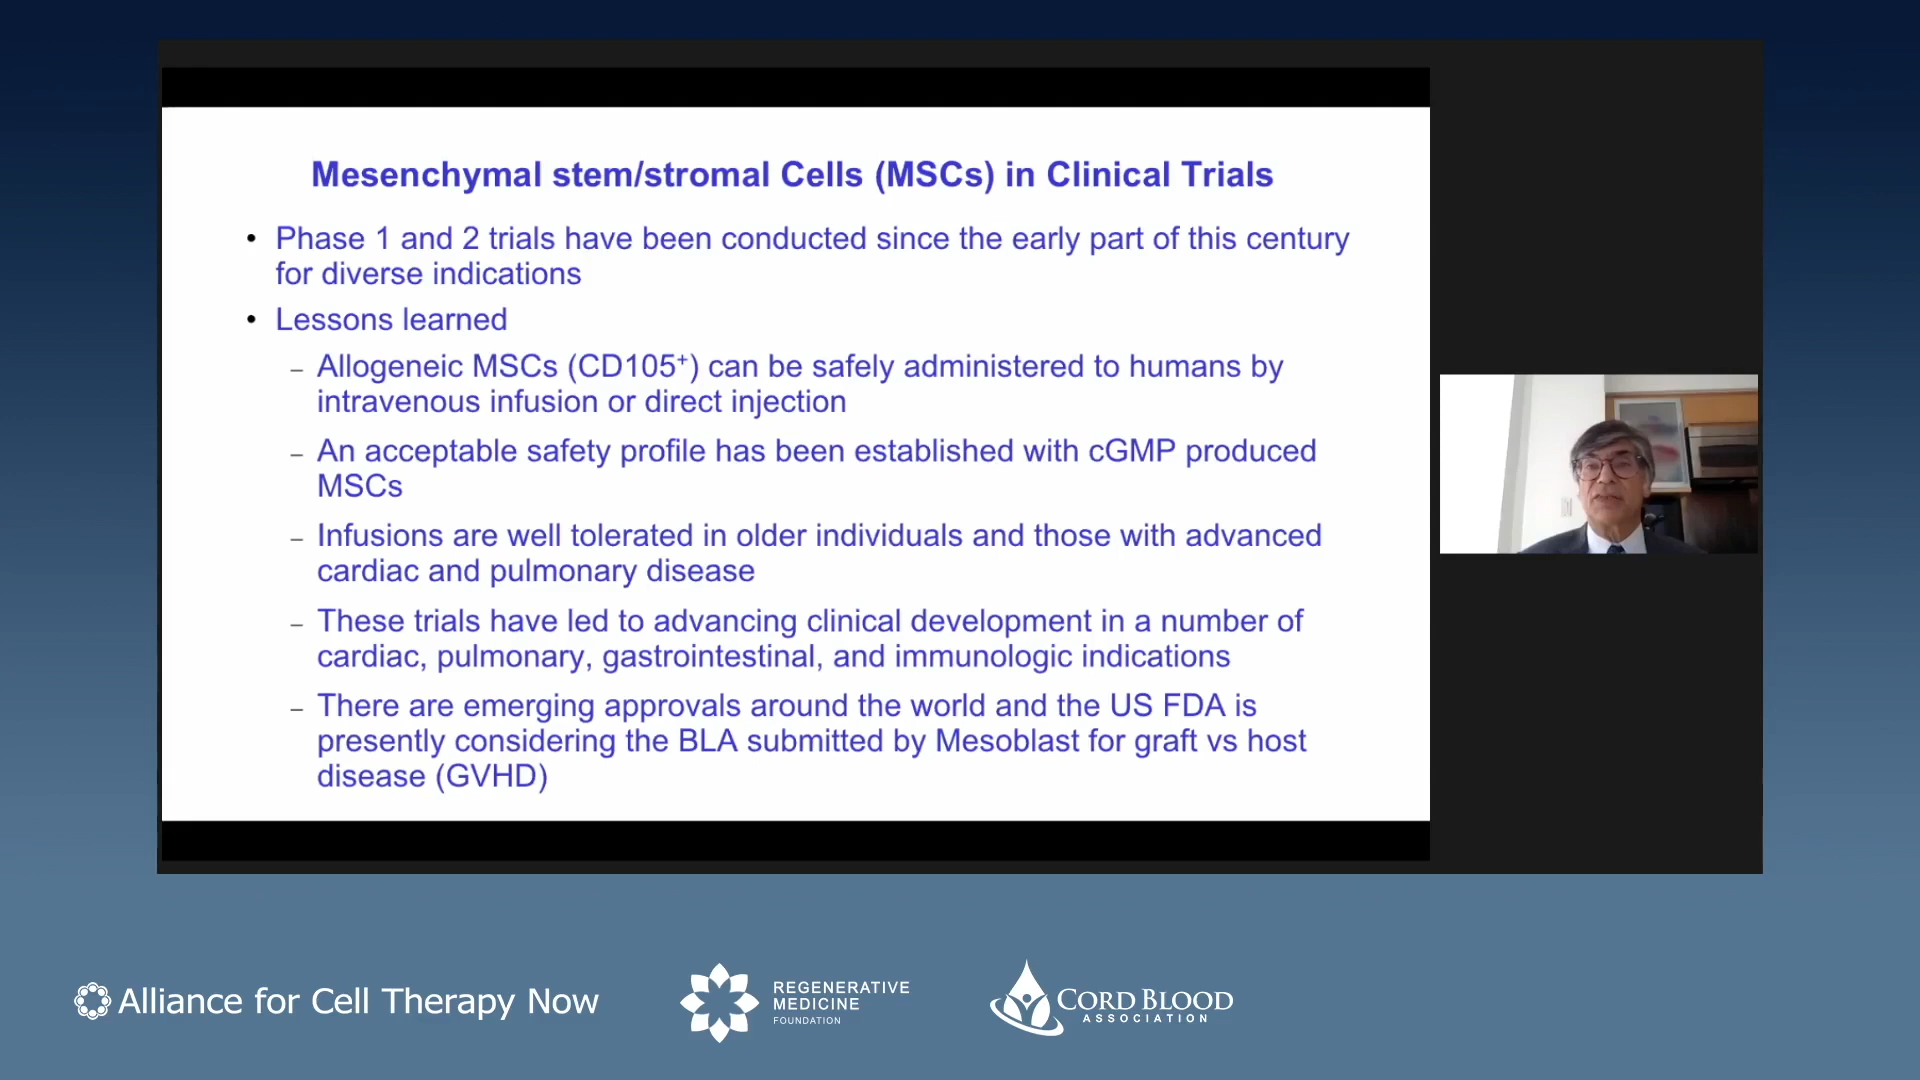 Mesenchymal stem/stromal Cells (MSCs) in Clinical Trials
• Phase 1 and 2 trials have been conducted since the early part of this century
for diverse indications
• Lessons learned
– Allogeneic MSCs (CD105⁺) can be safely administered to humans by
intravenous infusion or direct injection
– An acceptable safety profile has been established with cGMP produced
MSCs
– Infusions are well tolerated in older individuals and those with advanced
cardiac and pulmonary disease
– These trials have led to advancing clinical development in a number of
cardiac, pulmonary, gastrointestinal, and immunologic indications
– There are emerging approvals around the world and the US FDA is
presently considering the BLA submitted by Mesoblast for graft vs host
disease (GVHD)
Alliance for Cell Therapy Now
REGENERATIVE
MEDICINE
FOUNDATION
CORD BLOOD
ASSOCIATION